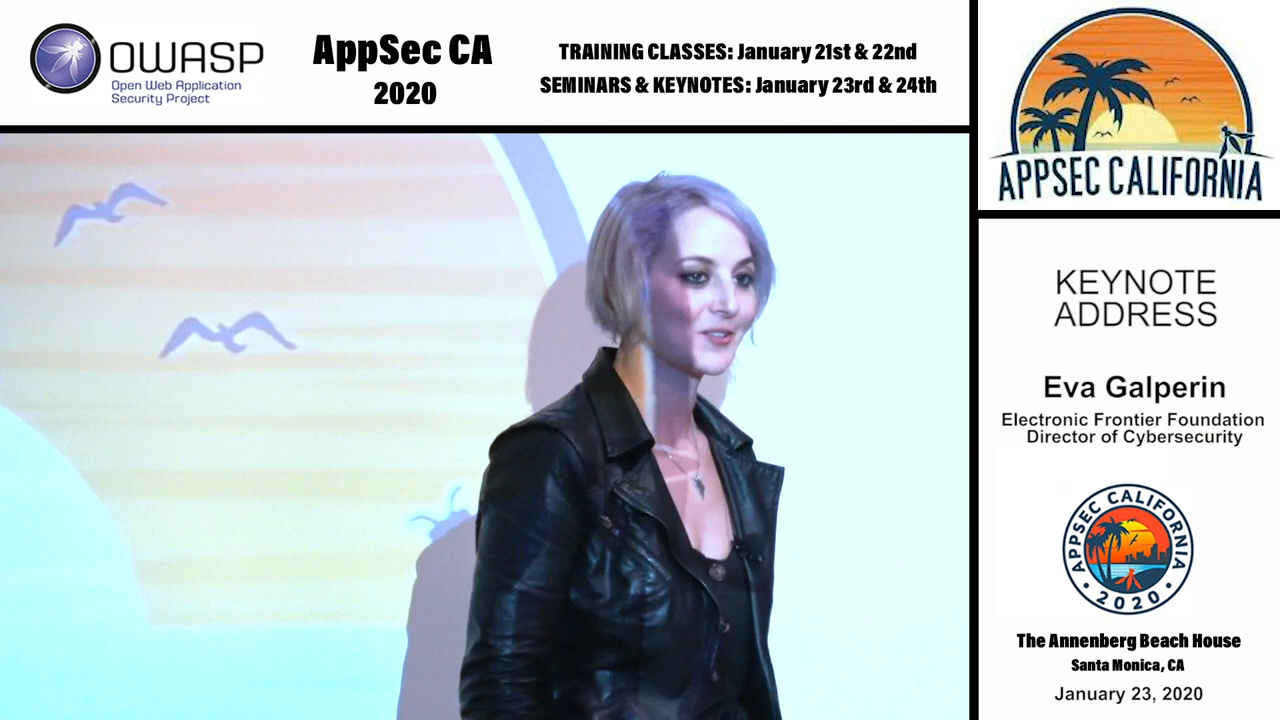 OWASP
Open Web Application
Security Project
AppSec CA
2020
TRAINING CLASSES: January 21st & 22nd
SEMINARS & KEYNOTES: January 23rd & 24th
APPSEC CALIFORNIA
KEYNOTE
ADDRESS
Eva Galperin
Electronic Frontier Foundation
Director of Cybersecurity
APPSEC CALIFORNIA
• 2020 •
The Annenberg Beach House
Santa Monica, CA
January 23, 2020